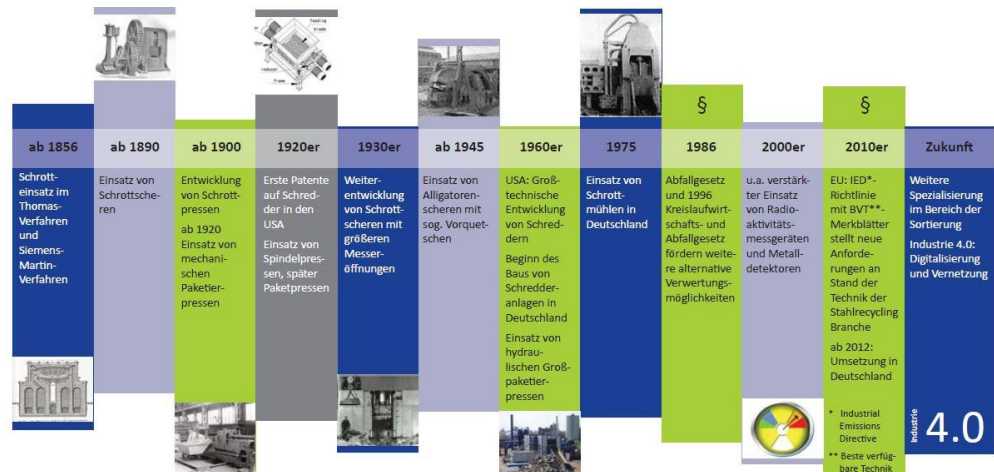 ab 1856
Schrott-
einsatz im
Thomas-
Verfahren
und
Siemens-
Martin-
Verfahren
ab 1890
Einsatz von
Schrottsche-
ren
ab 1900
Entwicklung
von Schrott-
pressen
ab 1920
Einsatz von
mechani-
schen
Paketier-
pressen
1920er
Erste Patente
auf Schred-
der in den
USA
Einsatz von
Spindelpres-
sen, später
Paketpressen
1930er
Weiter-
entwicklung
von Schrott-
scheren mit
größeren
Messer-
öffnungen
ab 1945
Einsatz von
Alligatoren-
scheren mit
sog. Vorquet-
schen
1960er
USA: Groß-
technische
Entwicklung
von Schred-
dern
Beginn des
Baus von
Schredder-
anlagen in
Deutschland
Einsatz von
hydrau-
lischen Groß-
paketier-
pressen
1975
Einsatz von
Schrott-
mühlen in
Deutschland
§
1986
Abfallgesetz
und 1996
Kreislaufwirt-
schafts- und
Abfallgesetz
fördern weite-
re alternative
Verwertungs-
möglichkeiten
2000er
u.a. verstärk-
ter Einsatz
von Radio-
aktivitäts-
messgeräten
und Metall-
detektoren
§
2010er
EU: IED*-
Richtlinie
mit BVT**-
Merkblätter
stellt neue
Anforde-
rungen an
Stand der
Technik der
Stahlrecycling
Branche
ab 2012:
Umsetzung in
Deutschland
* Industrial
Emissions
Directive
** Beste verfüg-
bare Technik
Zukunft
Weitere
Spezialisierung
im Bereich der
Sortierung
Industrie 4.0:
Digitalisierung
und Vernetzung
Industrie 4.0